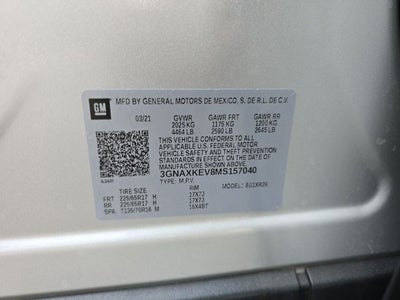 GM
MFD BY GENERAL MOTORS DE MEXICO, S. DE R.L. DE C.V.
03/21 GVWR GAWR FRT GAWR RR
2025 KG 1175 KG 1200 KG
4464 LB 2590 LB 2645 LB
THIS VEHICLE CONFORMS TO ALL
APPLICABLE U.S. FEDERAL MOTOR
VEHICLE SAFETY AND THEFT
PREVENTION STANDARDS IN EFFECT
ON THE DATE OF MANUFACTURE
SHOWN ABOVE.
3GNAXKEV8MS157040
TYPE: M.P.V. MODEL:
TIRE SIZE RIM
FRT 225/65R17 H 17X7J
RR 225/65R17 H 17X7J
SPA T135/70R16 M 16X4BT